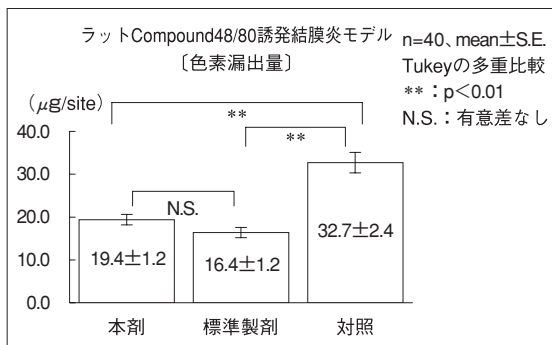 ラットCompound48/80誘発結膜炎モデル
〔色素漏出量〕
n=40、mean±S.E.
Tukeyの多重比較
**：p<0.01
N.S.：有意差なし
(μg/site)
**
**
N.S.
40.0
30.0
20.0
10.0
0.0
19.4±1.2
16.4±1.2
32.7±2.4
本剤
標準製剤
対照